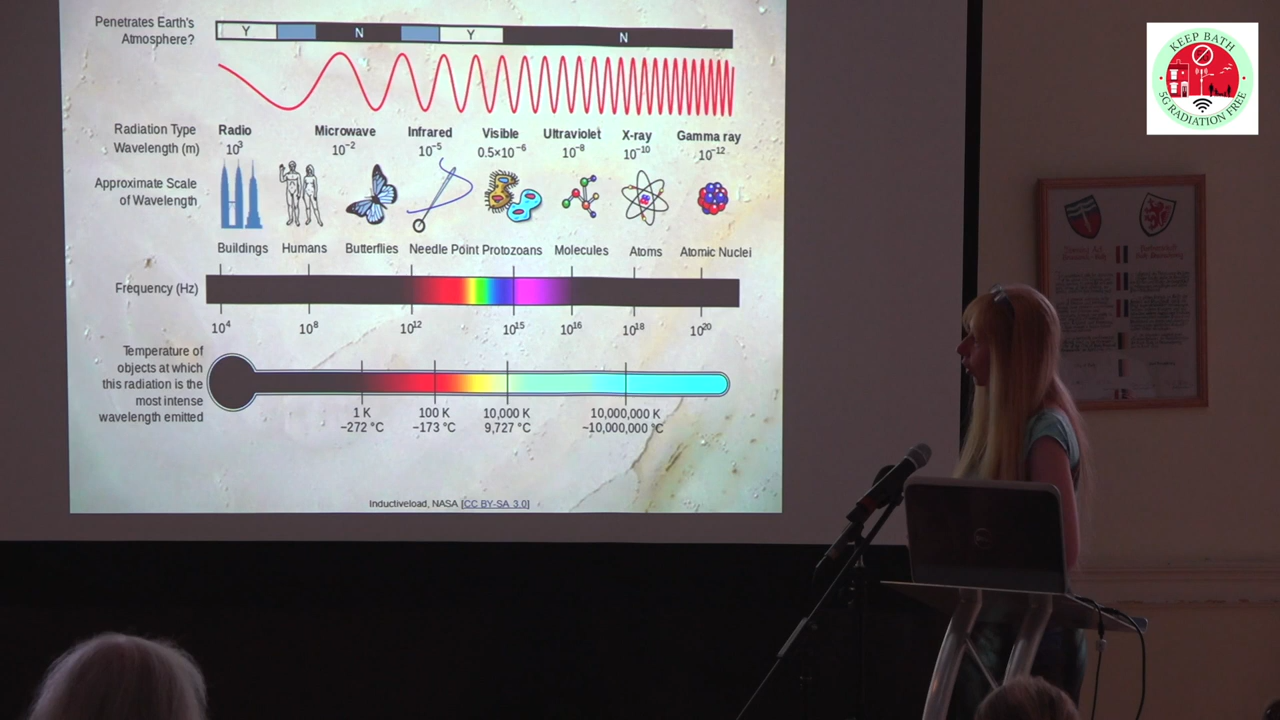 Penetrates Earth's
Atmosphere?
Y N Y N
Radiation Type
Radio Microwave Infrared Visible Ultraviolet X-ray Gamma ray
Wavelength (m)
10³ 10⁻² 10⁻⁵ 0.5×10⁻⁶ 10⁻⁸ 10⁻¹⁰ 10⁻¹²
Approximate Scale
of Wavelength
Buildings Humans Butterflies Needle Point Protozoans Molecules Atoms Atomic Nuclei
Frequency (Hz)
10⁴ 10⁸ 10¹² 10¹⁵ 10¹⁶ 10¹⁸ 10²⁰
Temperature of
objects at which
this radiation is the
most intense
wavelength emitted
1 K 100 K 10,000 K 10,000,000 K
−272 °C −173 °C 9,727 °C ~10,000,000 °C
Inductiveload, NASA [CC BY-SA 3.0]
KEEP BATH
5G RADIATION FREE